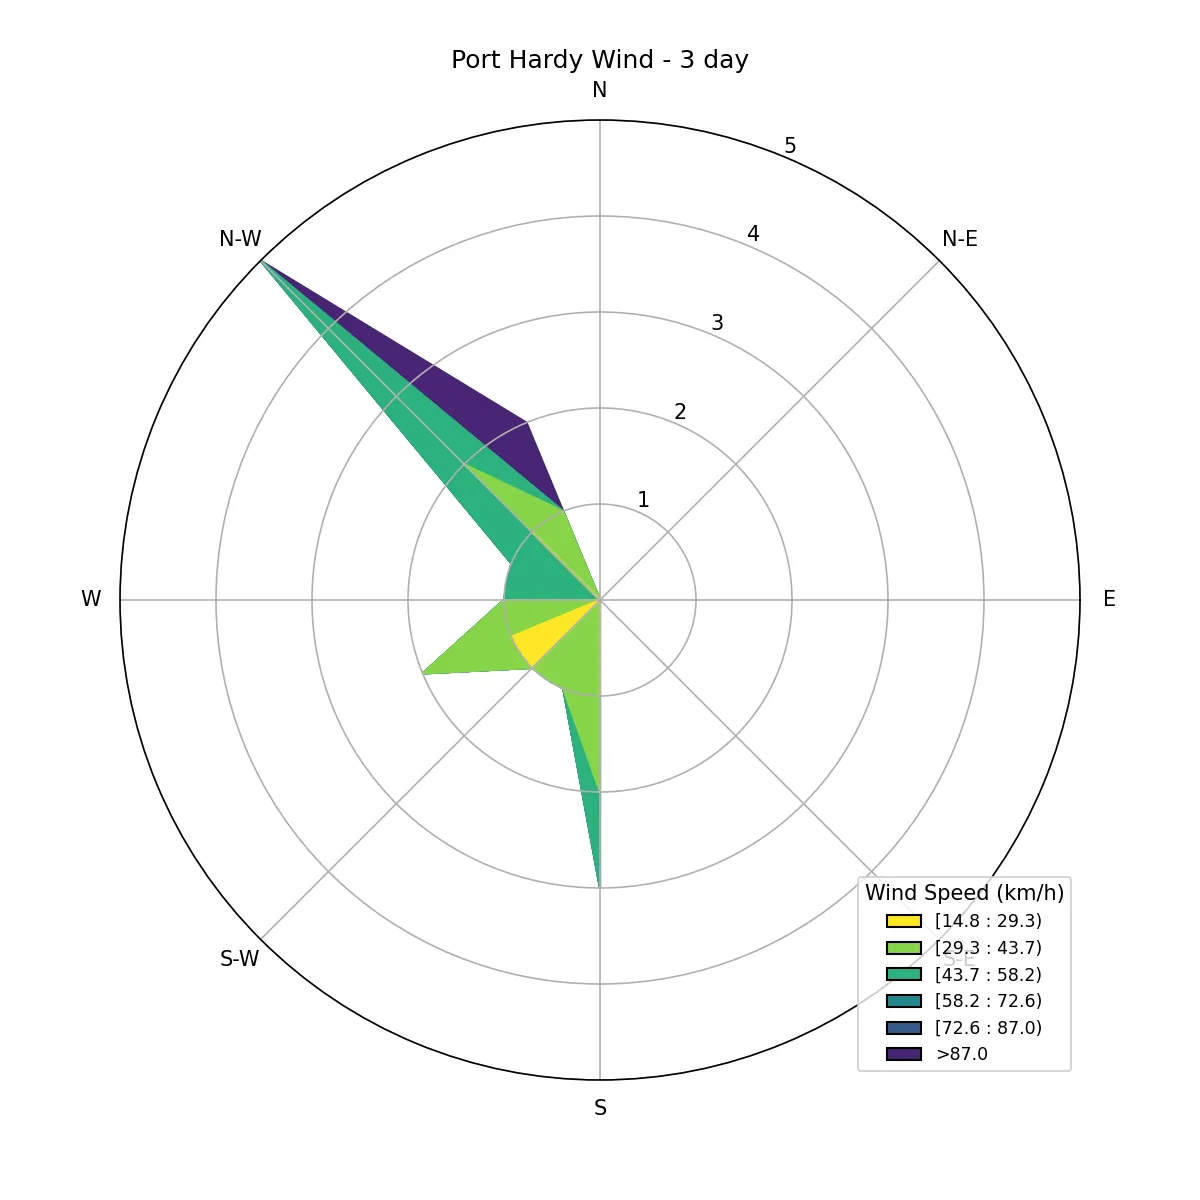 Port Hardy Wind - 3 day
N
5
N-W
4
N-E
3
2
1
W
E
S-W
S-E
S
Wind Speed (km/h)
[14.8 : 29.3)
[29.3 : 43.7)
[43.7 : 58.2)
[58.2 : 72.6)
[72.6 : 87.0)
>87.0